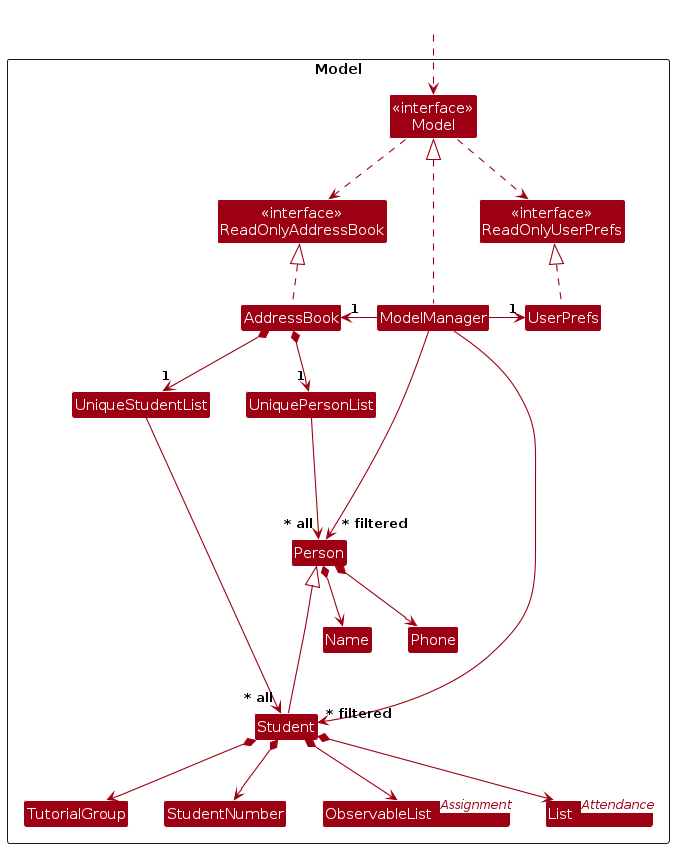 Model
«interface»
Model
«interface»
ReadOnlyAddressBook
«interface»
ReadOnlyUserPrefs
AddressBook
1
ModelManager
1
UserPrefs
1
1
UniqueStudentList
UniquePersonList
* all
* filtered
Person
Name
Phone
* all
* filtered
Student
TutorialGroup
StudentNumber
ObservableList Assignment
List Attendance